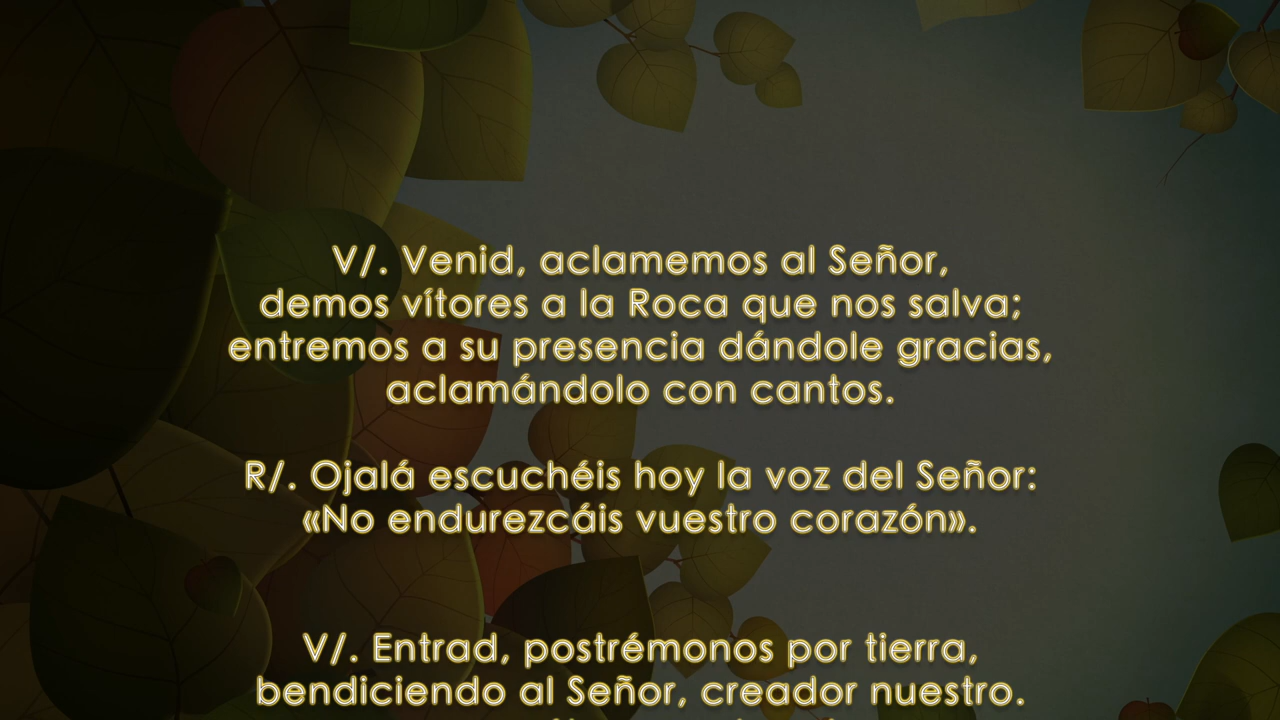 V/. Venid, aclamemos al Señor,
demos vítores a la Roca que nos salva;
entremos a su presencia dándole gracias,
aclamándolo con cantos.
R/. Ojalá escuchéis hoy la voz del Señor:
«No endurezcáis vuestro corazón».
V/. Entrad, postrémonos por tierra,
bendiciendo al Señor, creador nuestro.